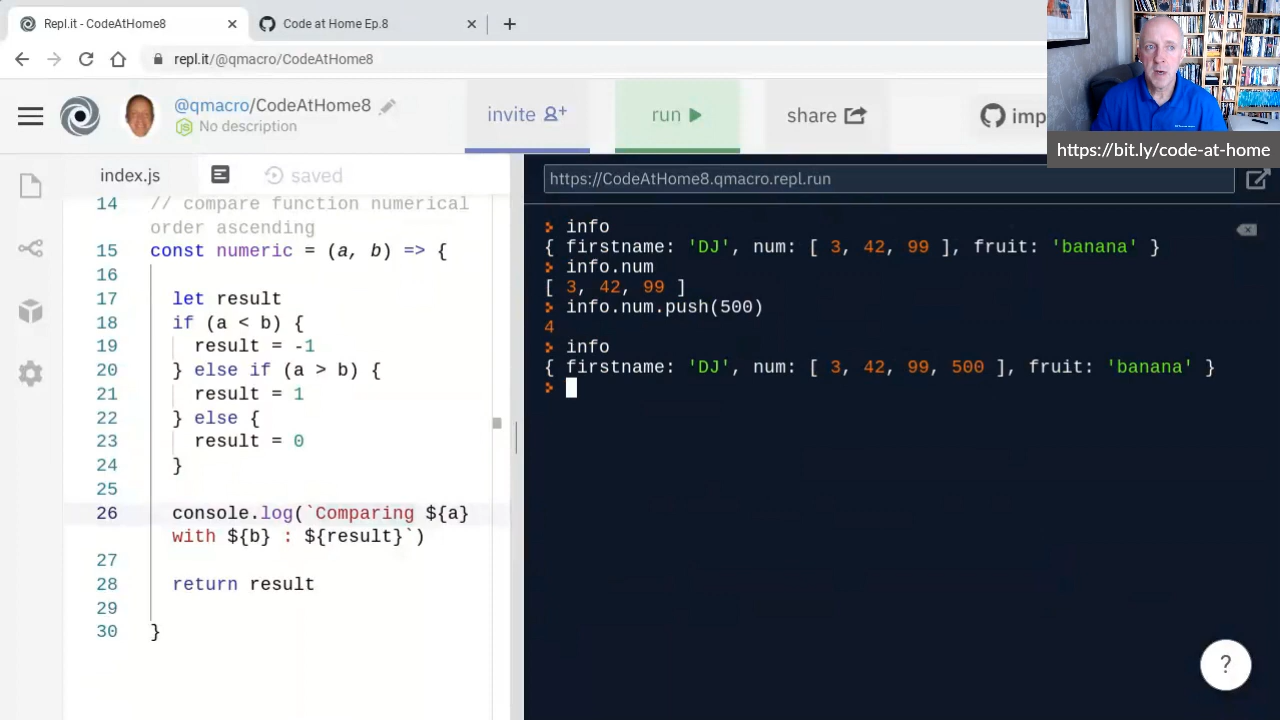 Repl.it - CodeAtHome8
Code at Home Ep.8
repl.it/@qmacro/CodeAtHome8
@qmacro/CodeAtHome8
No description
invite
run
share
imp
https://bit.ly/code-at-home
index.js
saved
https://CodeAtHome8.qmacro.repl.run
14 // compare function numerical
order ascending
15 const numeric = (a, b) => {
16
17 let result
18 if (a < b) {
19 result = -1
20 } else if (a > b) {
21 result = 1
22 } else {
23 result = 0
24 }
25
26 console.log(`Comparing ${a}
with ${b} : ${result}`)
27
28 return result
29
30 }
info
{ firstname: 'DJ', num: [ 3, 42, 99 ], fruit: 'banana' }
info.num
[ 3, 42, 99 ]
info.num.push(500)
4
info
{ firstname: 'DJ', num: [ 3, 42, 99, 500 ], fruit: 'banana' }
?